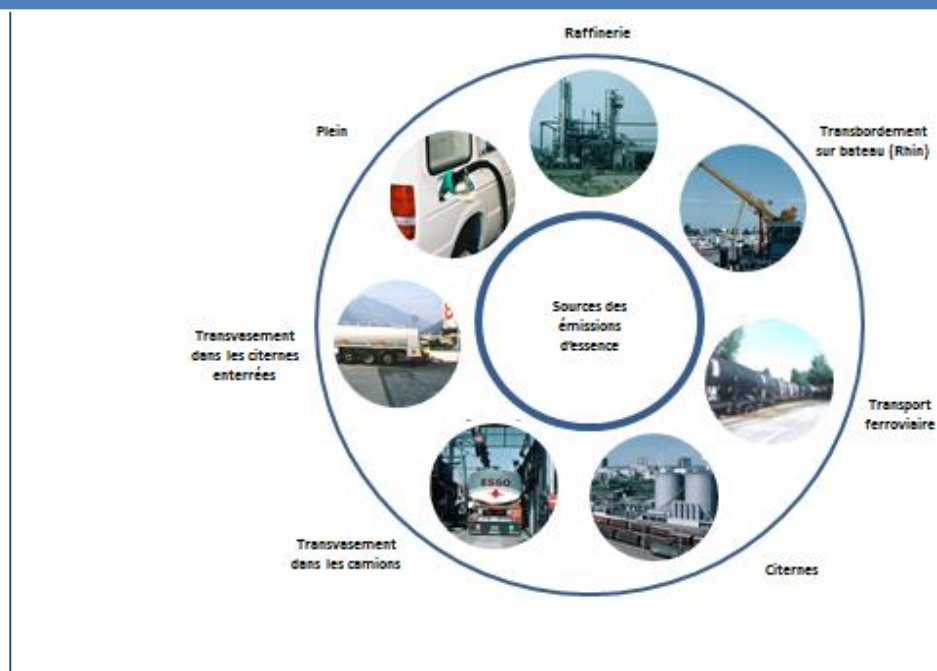 Raffinerie
Plein
Transbordement
sur bateau (Rhin)
Sources des
émissions
d'essence
Transvasement
dans les citernes
enterrées
Transport
ferroviaire
ESSO
Transvasement
dans les camions
Citernes